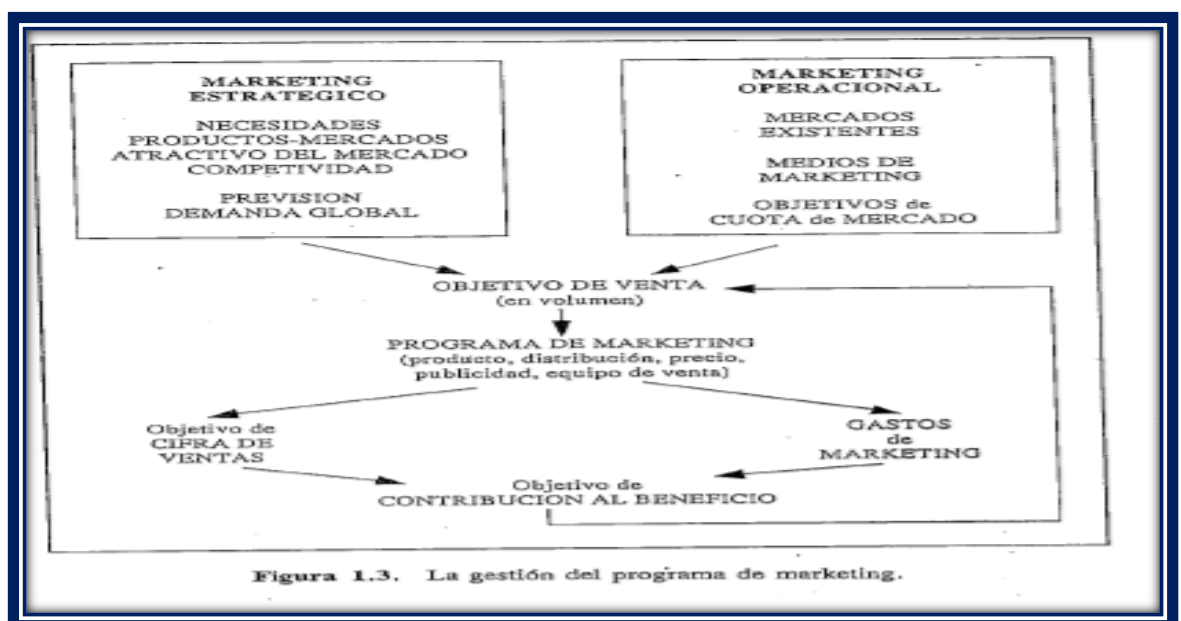 MARKETING
ESTRATEGICO
NECESIDADES
PRODUCTOS-MERCADOS
ATRACTIVO DEL MERCADO
COMPETIVIDAD
PREVISION
DEMANDA GLOBAL
MARKETING
OPERACIONAL
MERCADOS
EXISTENTES
MEDIOS DE
MARKETING
OBJETIVOS de
CUOTA de MERCADO
OBJETIVO DE VENTA
(en volumen)
PROGRAMA DE MARKETING
(producto, distribución, precio,
publicidad, equipo de venta)
Objetivo de
CIFRA DE
VENTAS
GASTOS
de
MARKETING
Objetivo de
CONTRIBUCION AL BENEFICIO
Figura 1.3. La gestión del programa de marketing.